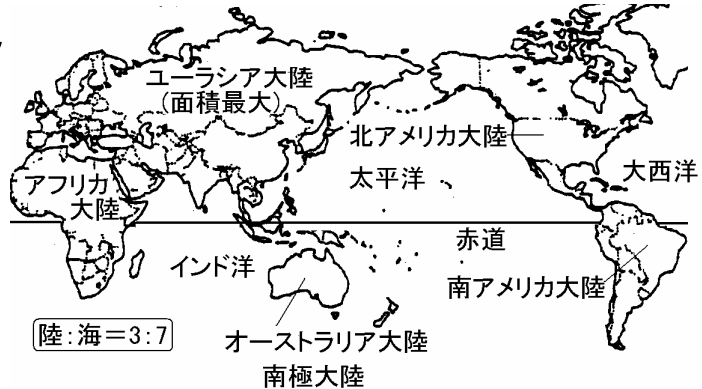 ユーラシア大陸
(面積最大)
北アメリカ大陸
アフリカ
大陸
太平洋
大西洋
赤道
インド洋
南アメリカ大陸
陸:海=3:7
オーストラリア大陸
南極大陸